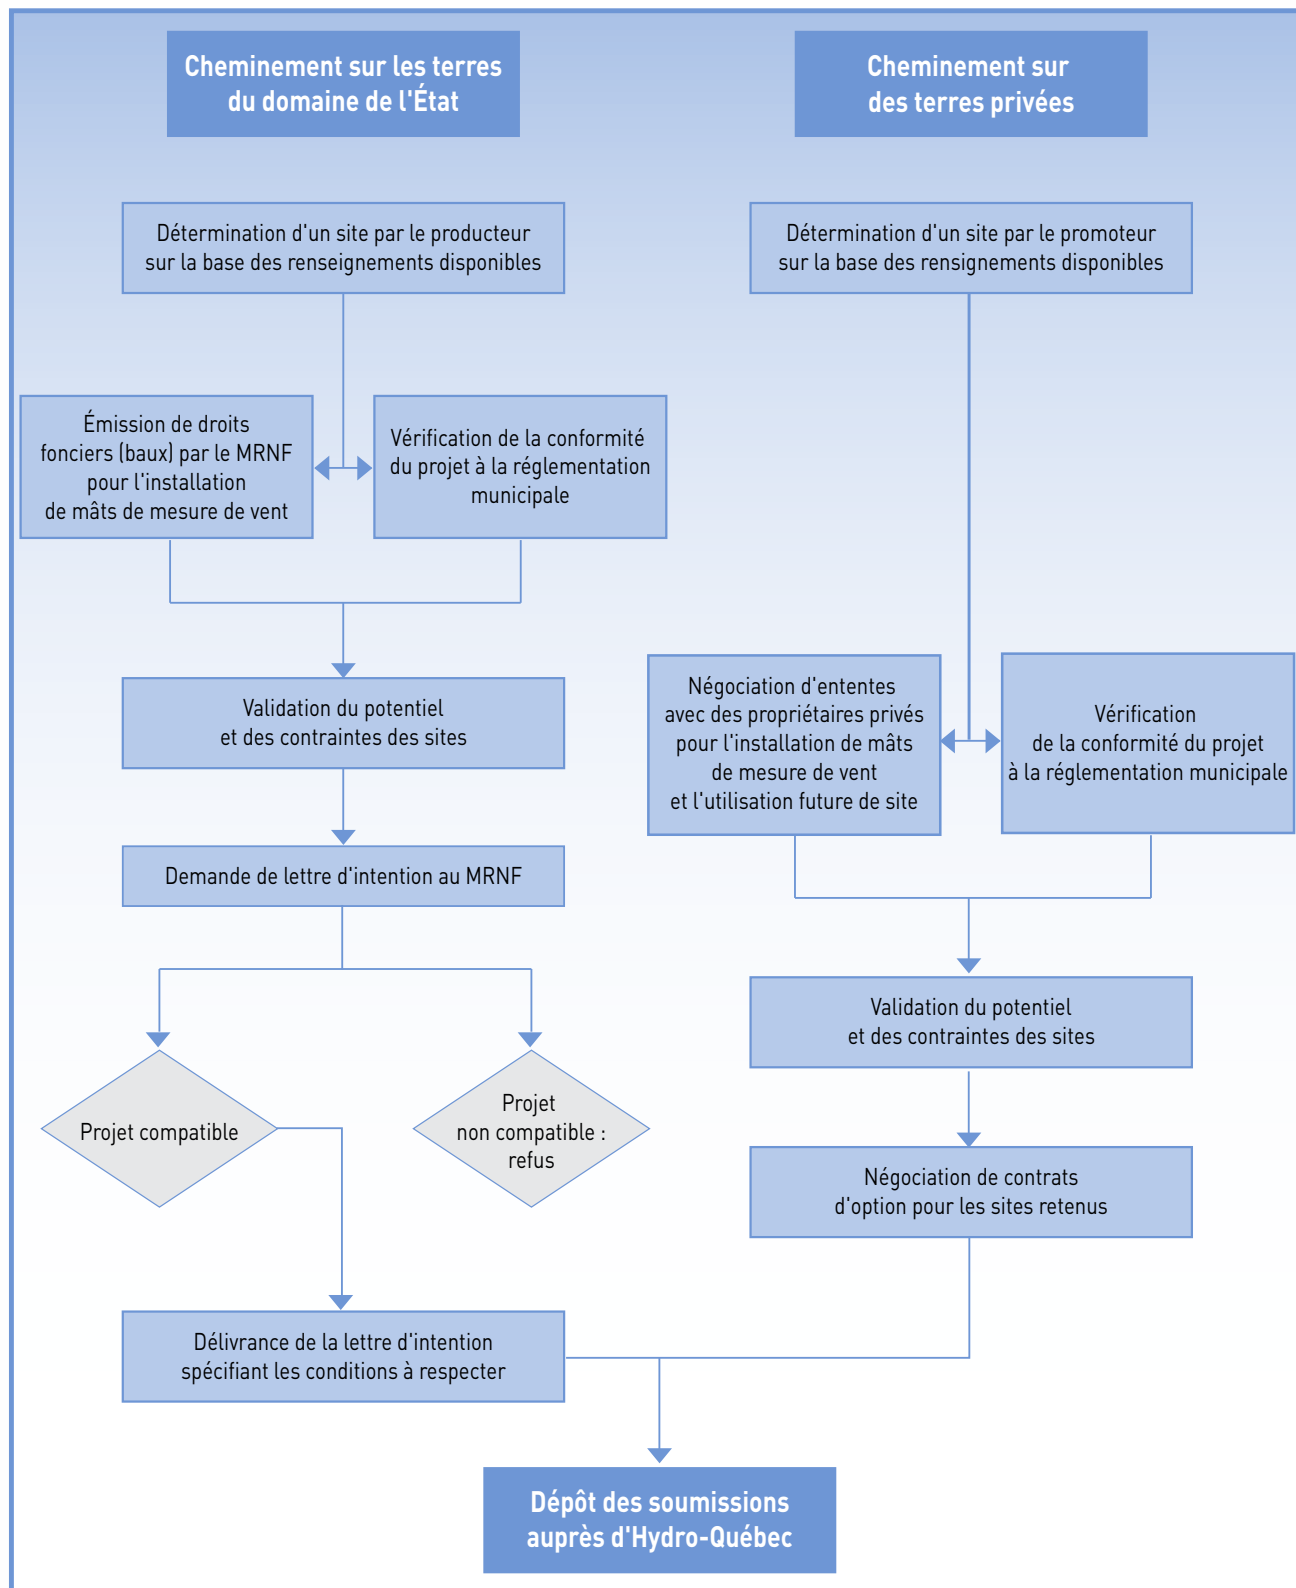 Cheminement sur les terres
du domaine de l'État
Cheminement sur
des terres privées
Détermination d'un site par le producteur
sur la base des renseignements disponibles
Détermination d'un site par le promoteur
sur la base des rensignements disponibles
Émission de droits
fonciers (baux) par le MRNF
pour l'installation
de mâts de mesure de vent
Vérification de la conformité
du projet à la réglementation
municipale
Négociation d'ententes
avec des propriétaires privés
pour l'installation de mâts
de mesure de vent
et l'utilisation future de site
Vérification
de la conformité du projet
à la réglementation municipale
Validation du potentiel
et des contraintes des sites
Demande de lettre d'intention au MRNF
Validation du potentiel
et des contraintes des sites
Projet compatible
Projet
non compatible :
refus
Négociation de contrats
d'option pour les sites retenus
Délivrance de la lettre d'intention
spécifiant les conditions à respecter
Dépôt des soumissions
auprès d'Hydro-Québec